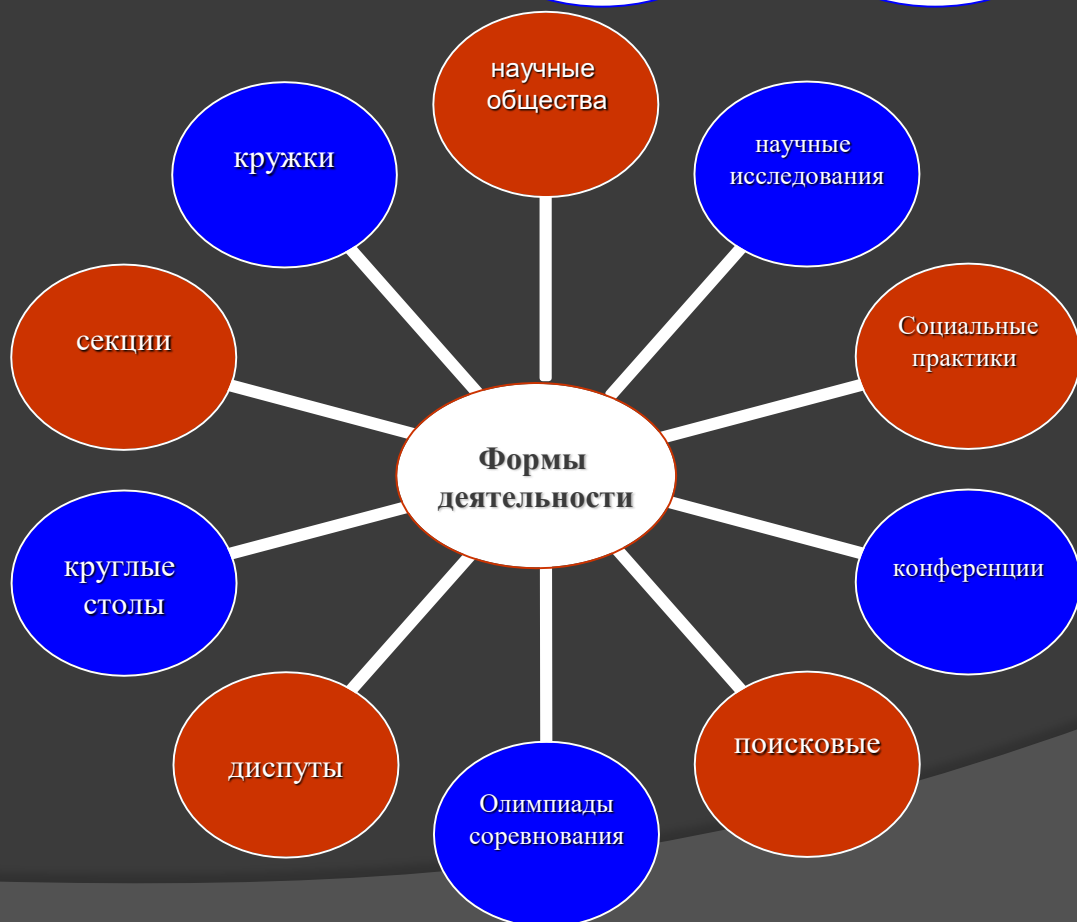 научные
общества
кружки
научные
исследования
секции
Социальные
практики
Формы
деятельности
круглые
столы
конференции
диспуты
поисковые
Олимпиады
соревнования